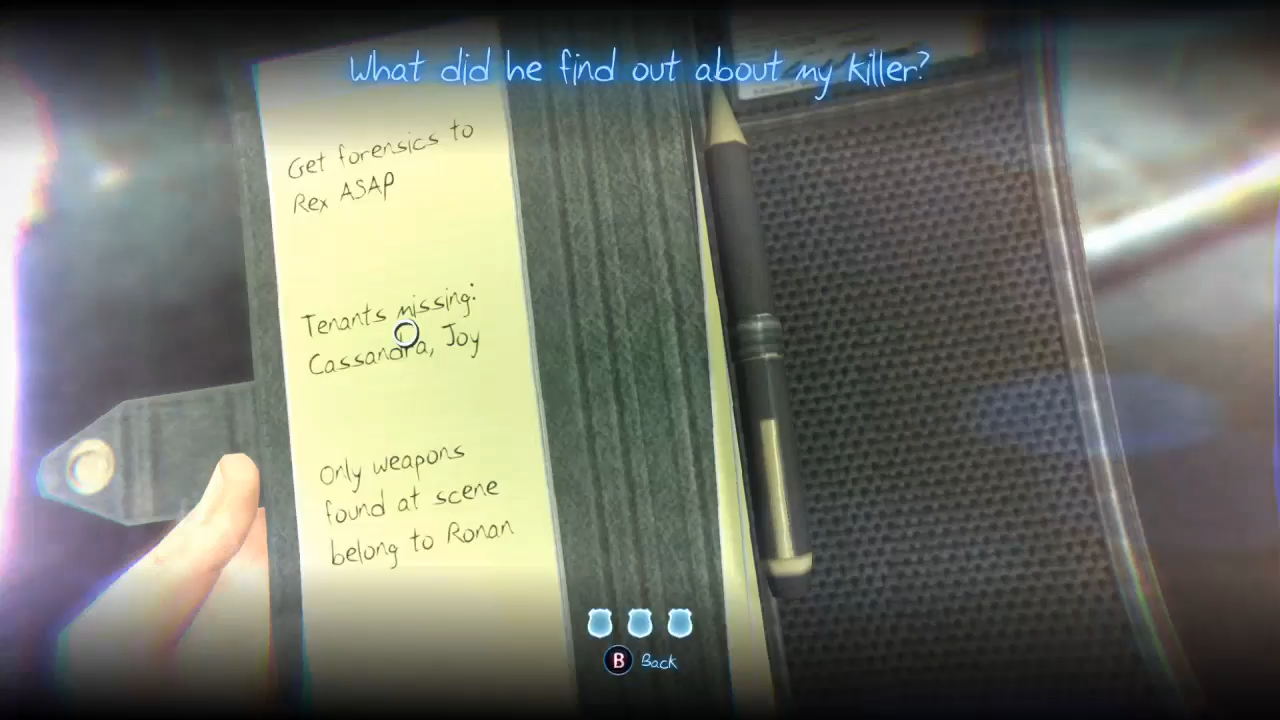 What did he find out about my killer?
Get forensics to
Rex ASAP
Tenants missing:
Cassandra, Joy
Only weapons
found at scene
belong to Ronan
B Back